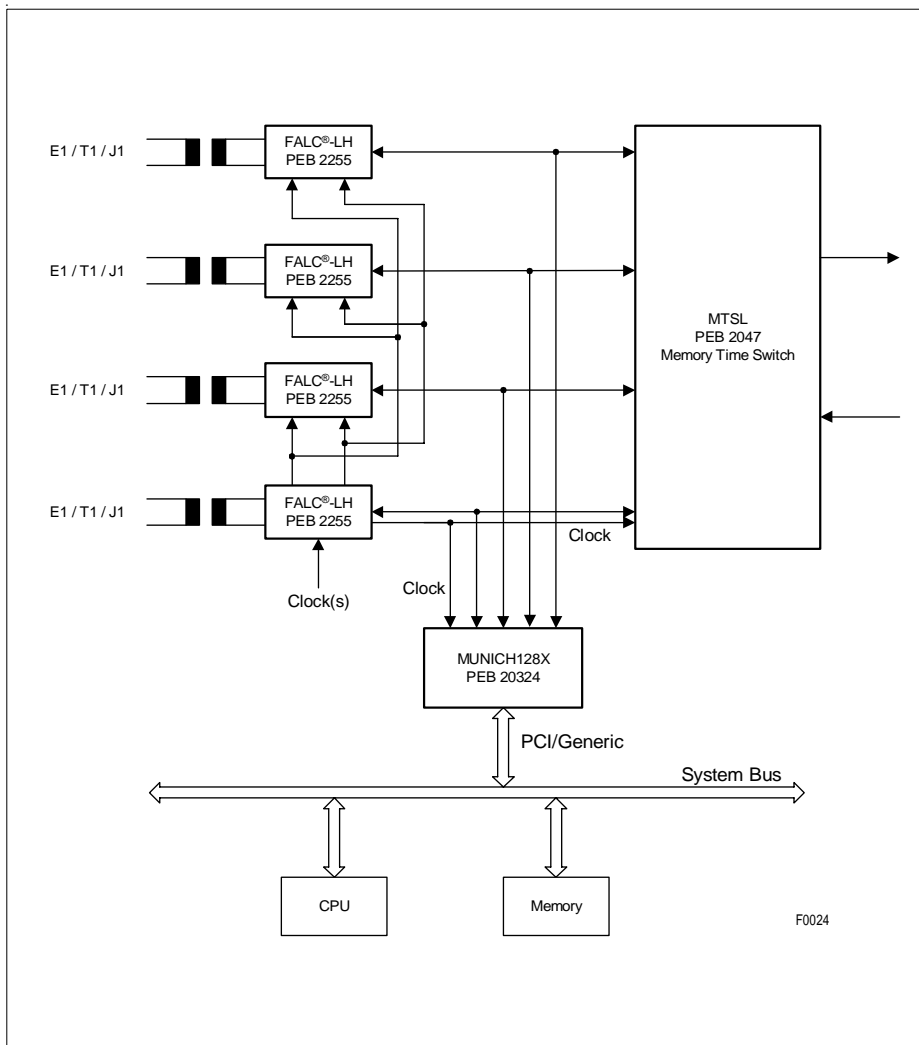 E1 / T1 / J1
FALC®-LH
PEB 2255
E1 / T1 / J1
FALC®-LH
PEB 2255
MTSL
PEB 2047
Memory Time Switch
E1 / T1 / J1
FALC®-LH
PEB 2255
E1 / T1 / J1
FALC®-LH
PEB 2255
Clock
Clock(s)
Clock
MUNICH128X
PEB 20324
PCI/Generic
System Bus
CPU
Memory
F0024